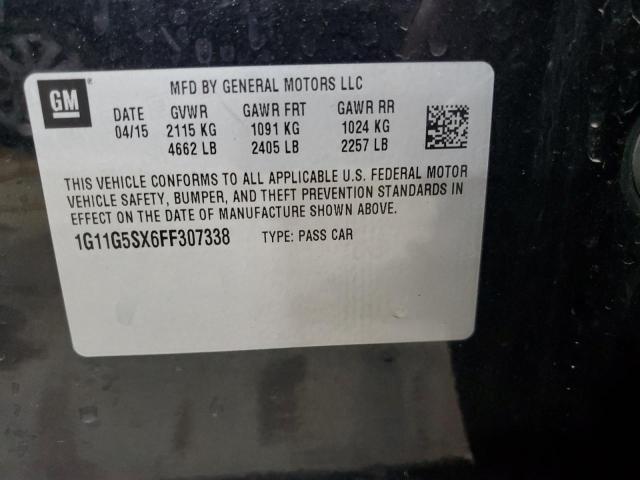 GM
MFD BY GENERAL MOTORS LLC
DATE GVWR GAWR FRT GAWR RR
04/15 2115 KG 1091 KG 1024 KG
4662 LB 2405 LB 2257 LB
THIS VEHICLE CONFORMS TO ALL APPLICABLE U.S. FEDERAL MOTOR
VEHICLE SAFETY, BUMPER, AND THEFT PREVENTION STANDARDS IN
EFFECT ON THE DATE OF MANUFACTURE SHOWN ABOVE.
1G11G5SX6FF307338 TYPE: PASS CAR